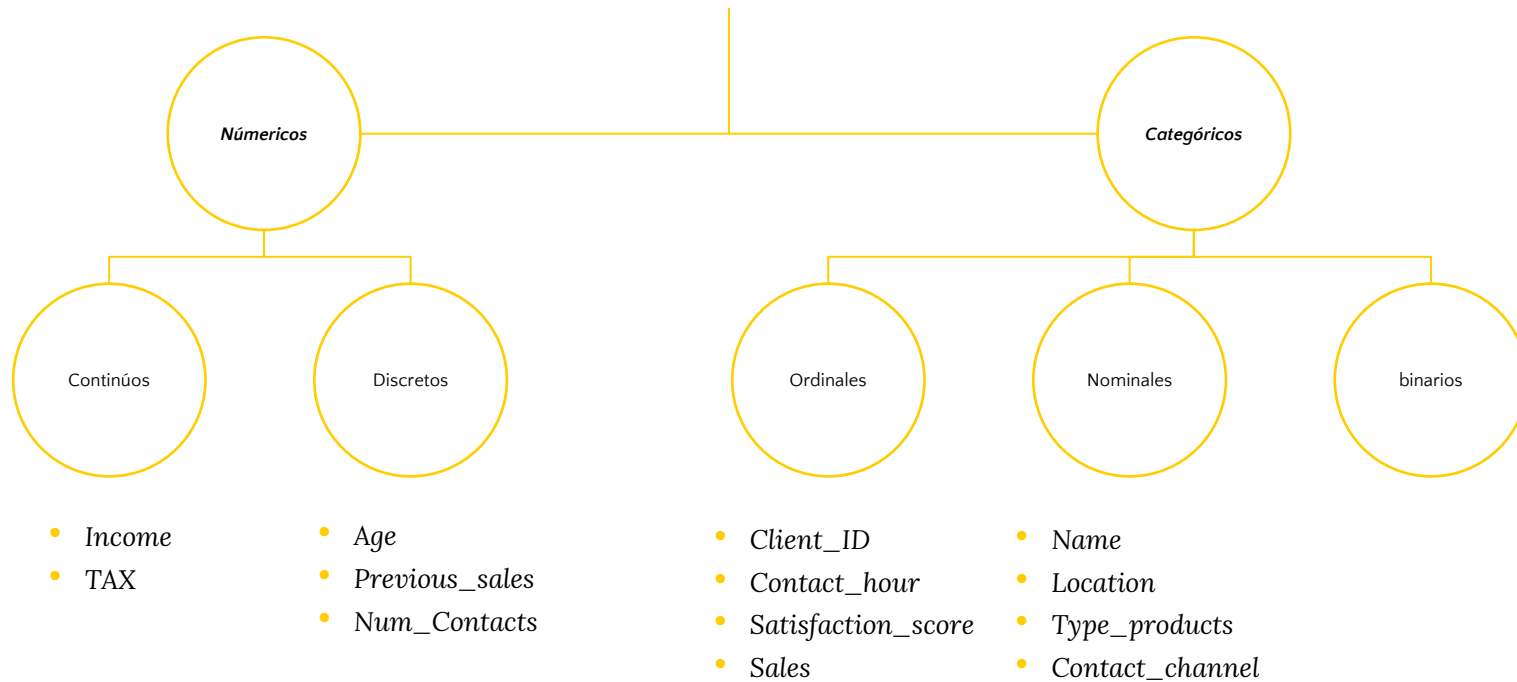 Númericos
Categóricos
Continúos
Discretos
Ordinales
Nominales
binarios
Income
TAX
Age
Previous_sales
Num_Contacts
Client_ID
Contact_hour
Satisfaction_score
Sales
Name
Location
Type_products
Contact_channel